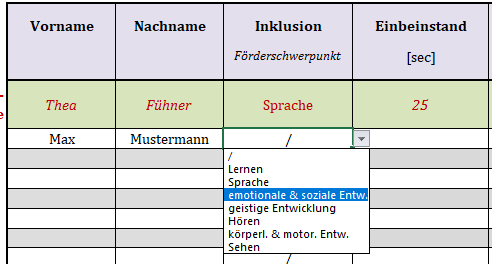 Vorname Nachname Inklusion Einbeinstand
Förderschwerpunkt [sec]
-
e Thea Fühner Sprache 25
Max Mustermann /
/
Lernen
Sprache
emotionale & soziale Entw.
geistige Entwicklung
Hören
körperl. & motor. Entw.
Sehen
/